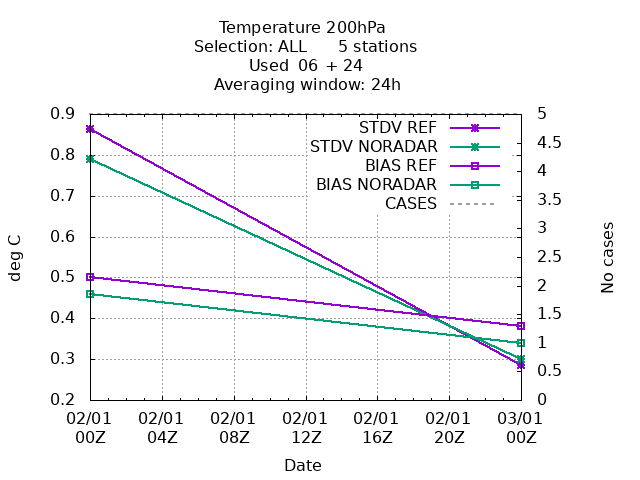 Temperature 200hPa
Selection: ALL 5 stations
Used 06 + 24
Averaging window: 24h
0.9
0.8
0.7
0.6
0.5
0.4
0.3
0.2
deg C
5
4.5
4
3.5
3
2.5
2
1.5
1
0.5
0
No cases
STDV REF
STDV NORADAR
BIAS REF
BIAS NORADAR
CASES
02/01 02/01 02/01 02/01 02/01 02/01 03/01
00Z 04Z 08Z 12Z 16Z 20Z 00Z
Date